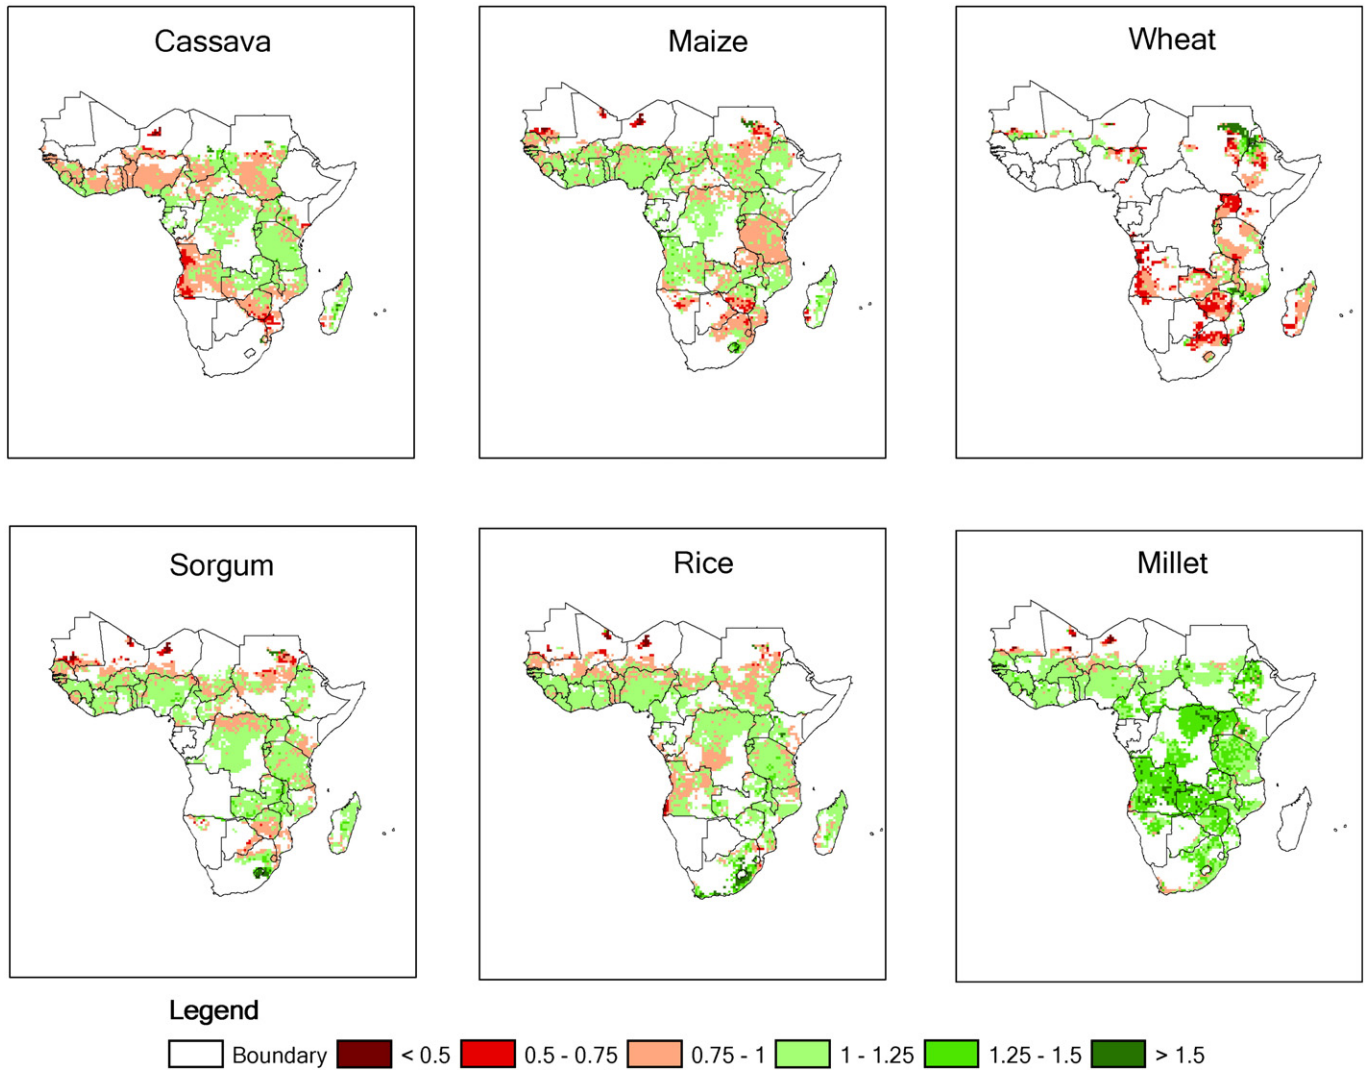 Cassava
Maize
Wheat
Sorgum
Rice
Millet
Legend
Boundary < 0.5 0.5 - 0.75 0.75 - 1 1 - 1.25 1.25 - 1.5 > 1.5